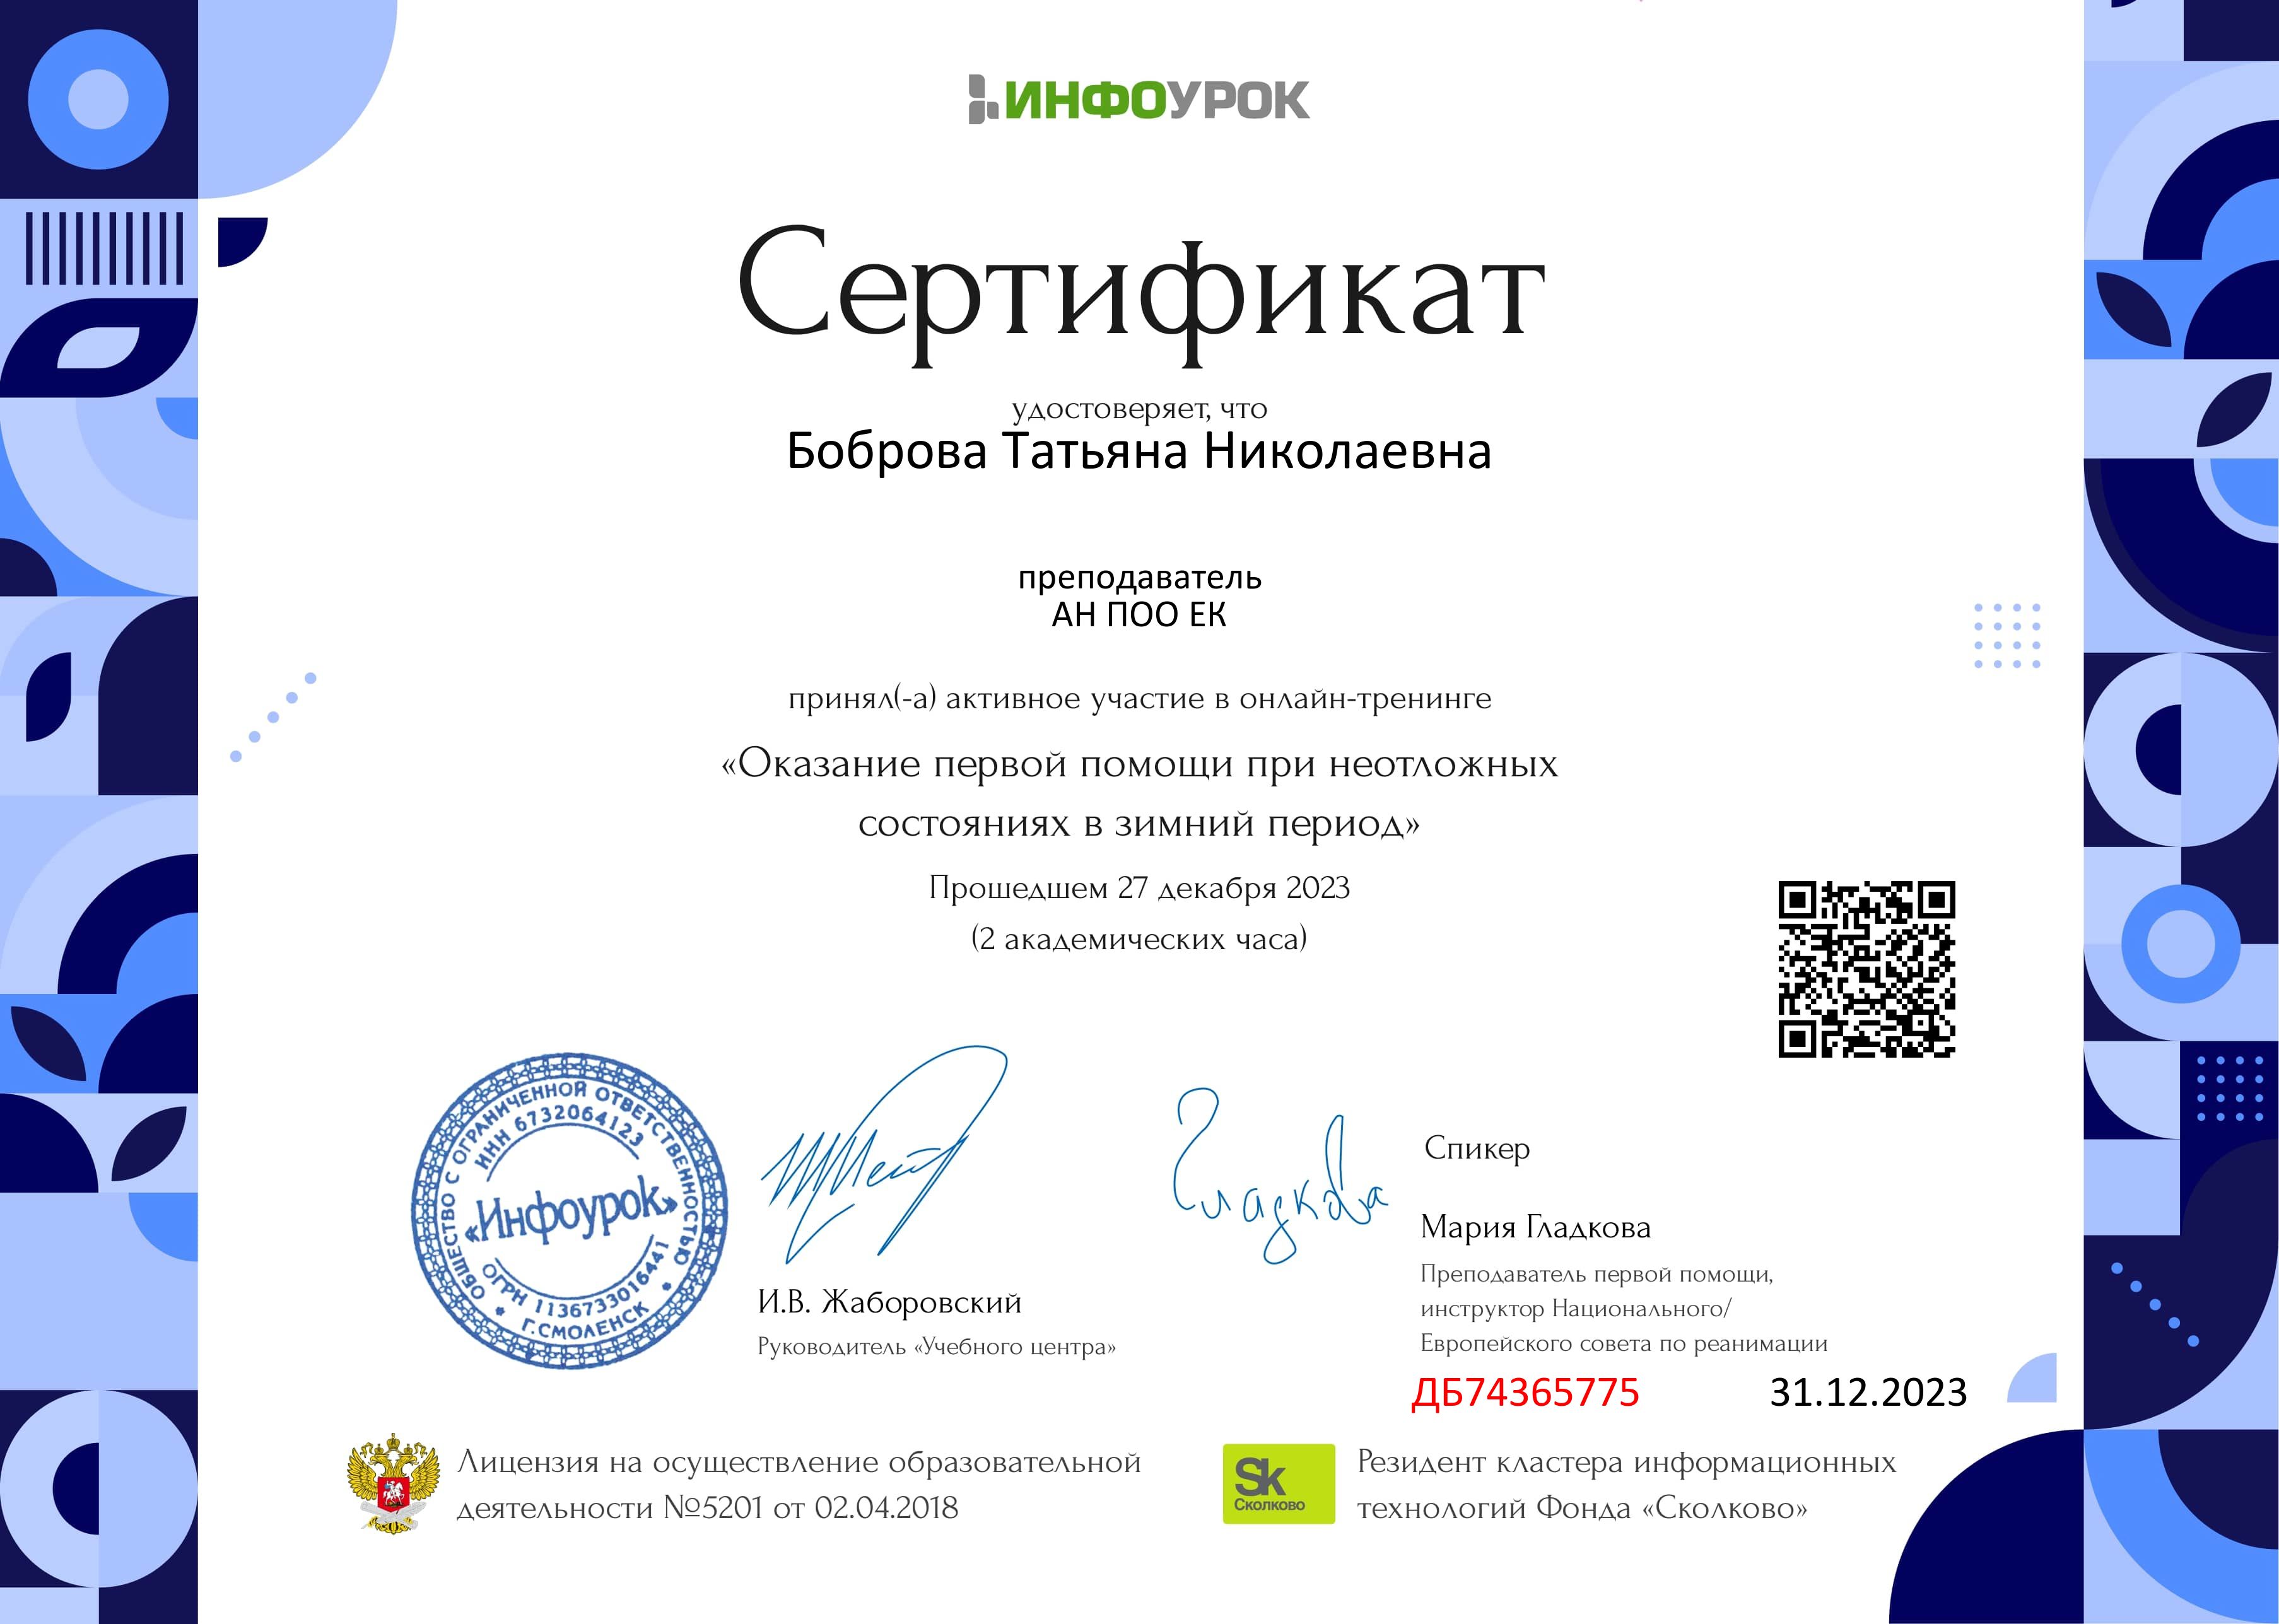 ИНФОУРОК
Сертификат
удостоверяет, что
Боброва Татьяна Николаевна
преподаватель
АН ПОО ЕК
принял(-а) активное участие в онлайн-тренинге
«Оказание первой помощи при неотложных
состояниях в зимний период»
Прошедшем 27 декабря 2023
(2 академических часа)
ОБЩЕСТВО С ОГРАНИЧЕННОЙ ОТВЕТСТВЕННОСТЬЮ
ИНН 6732064123
«Инфоурок»
ОГРН 1136733016441
Г.СМОЛЕНСК
И.В. Жаборовский
Руководитель «Учебного центра»
Гладкова
Спикер
Мария Гладкова
Преподаватель первой помощи,
инструктор Национального/
Европейского совета по реанимации
ДБ74365775
31.12.2023
Лицензия на осуществление образовательной
деятельности №5201 от 02.04.2018
Sk
Сколково
Резидент кластера информационных
технологий Фонда «Сколково»